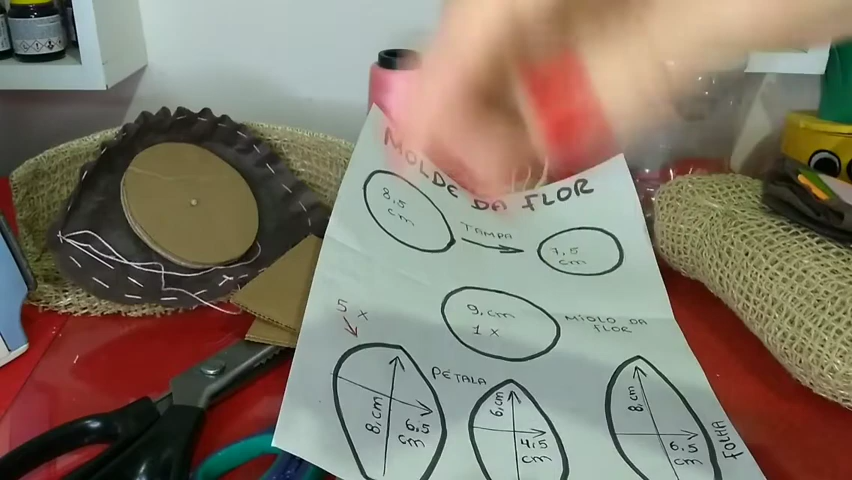 MOLDE DA FLOR
8,5
cm
TAMPA
7,5
cm
9, cm
1 x
MIOLO DA
FLOR
5 x
PÉTALA
8 cm
6,5
cm
6 cm
4,5
cm
8 cm
6,5
cm
FOLHA